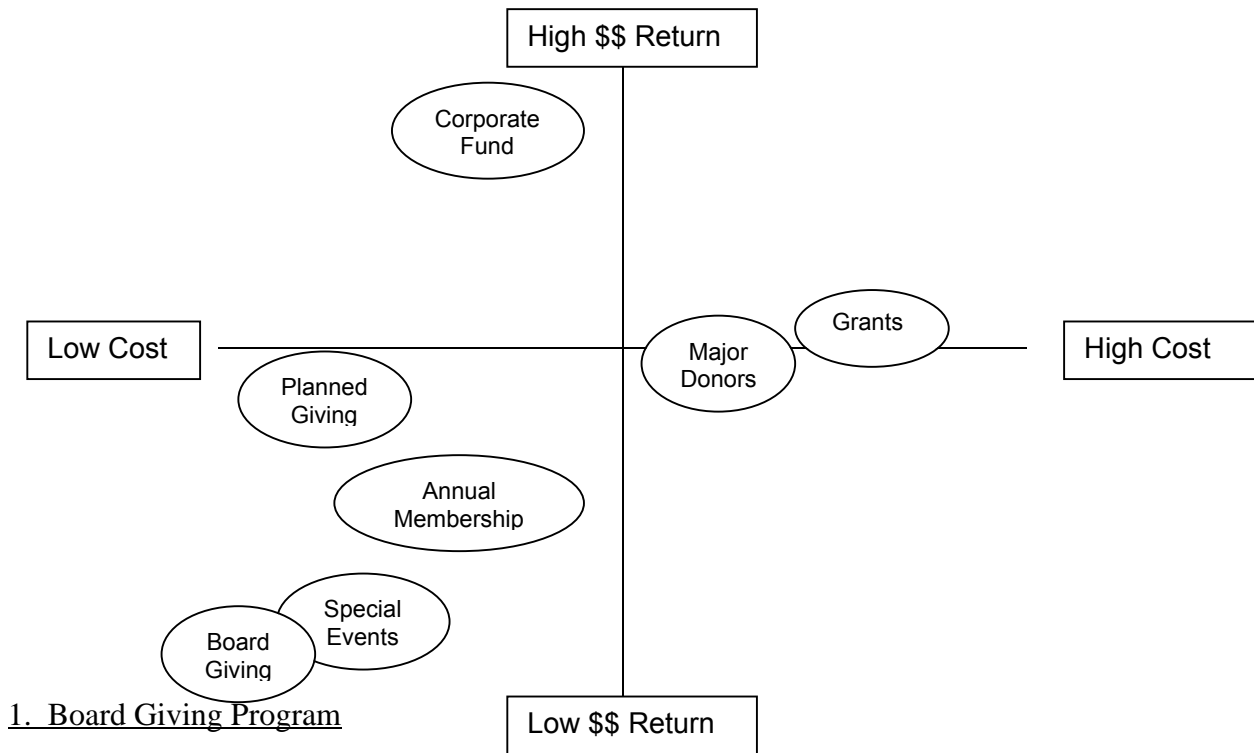 High $$ Return
Corporate
Fund
Grants
Low Cost
Major
Donors
High Cost
Planned
Giving
Annual
Membership
Special
Events
Board
Giving
1. Board Giving Program
Low $$ Return